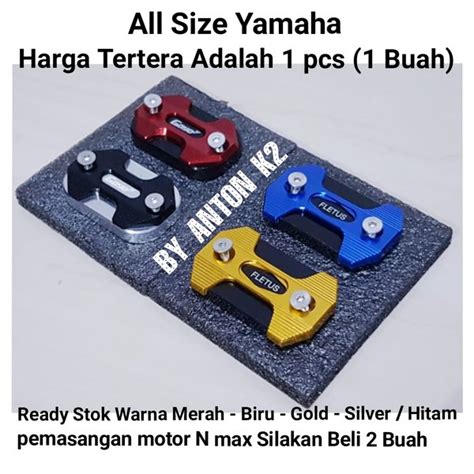 All Size Yamaha
Harga Tertera Adalah 1 pcs (1 Buah)
BY ANTON K2
FLETUS
FLETUS
Ready Stok Warna Merah - Biru - Gold - Silver / Hitam
pemasangan motor N max Silakan Beli 2 Buah